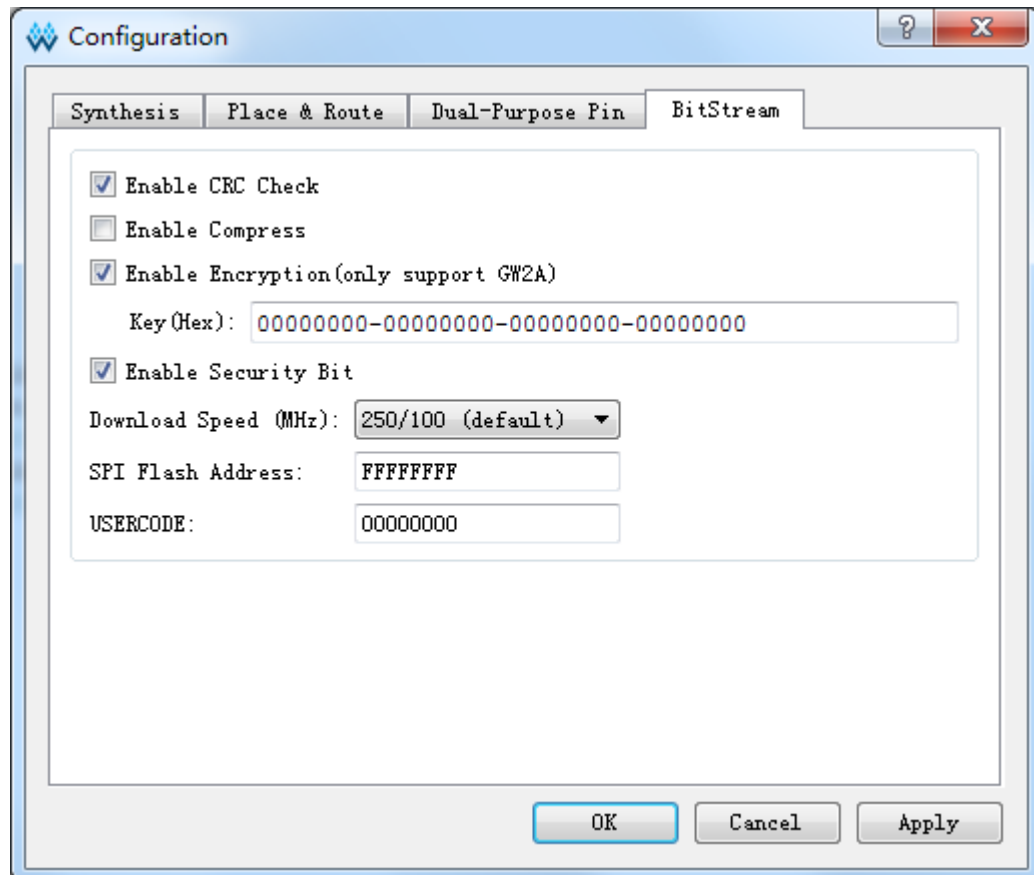 Configuration
Synthesis Place & Route Dual-Purpose Pin BitStream
Enable CRC Check
Enable Compress
Enable Encryption(only support GW2A)
Key(Hex): 00000000-00000000-00000000-00000000
Enable Security Bit
Download Speed (MHz): 250/100 (default)
SPI Flash Address: FFFFFFFF
USERCODE: 00000000
OK Cancel Apply